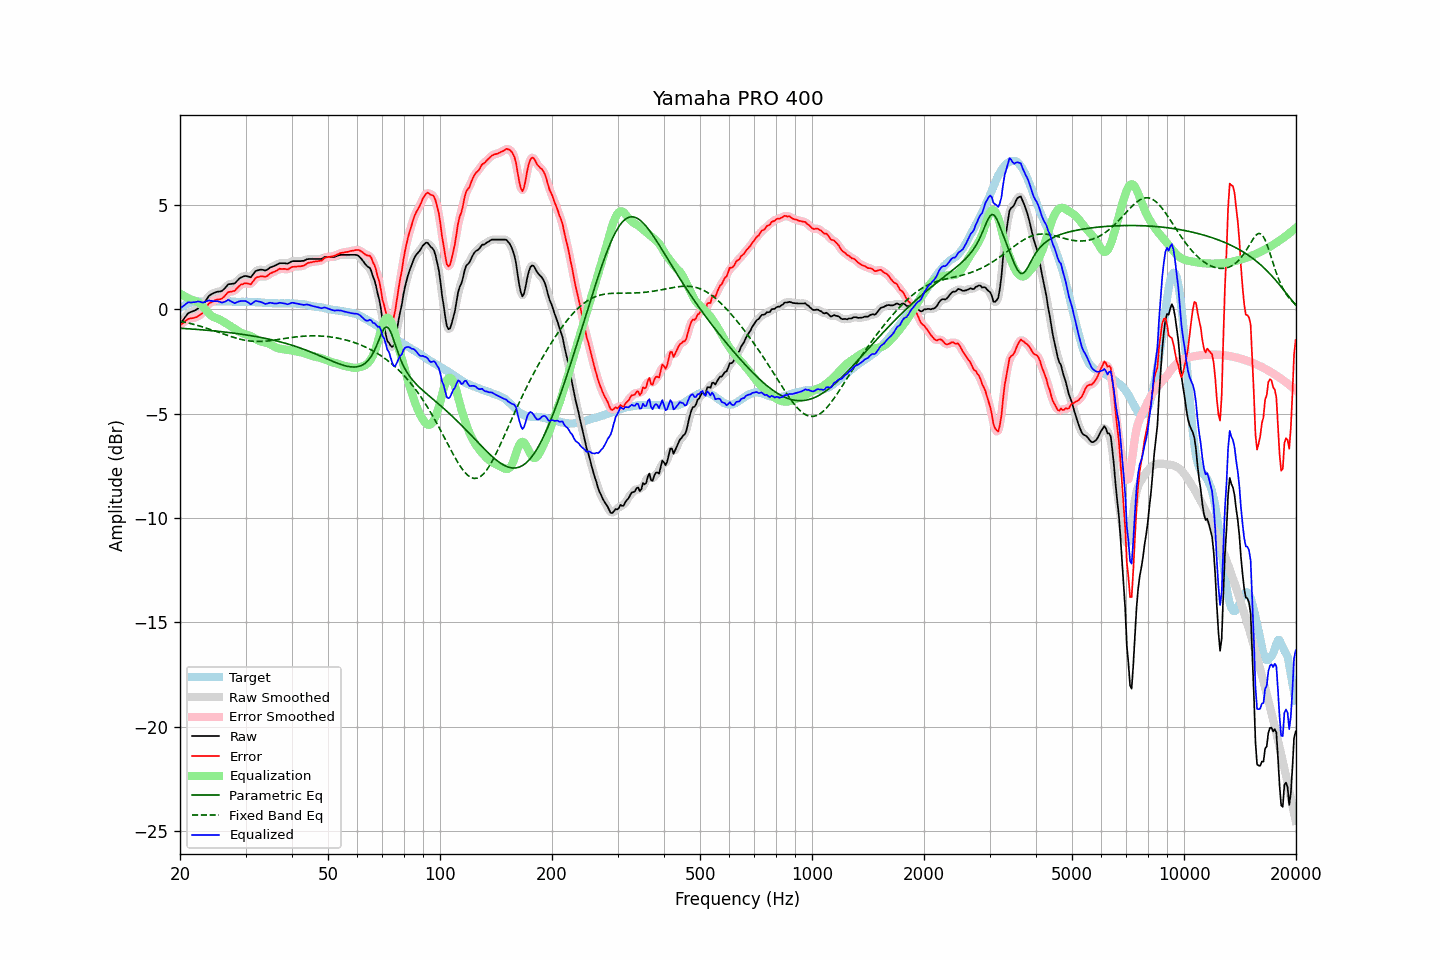 Yamaha PRO 400
Amplitude (dBr)
5
0
−5
−10
−15
−20
−25
Target
Raw Smoothed
Error Smoothed
Raw
Error
Equalization
Parametric Eq
Fixed Band Eq
Equalized
20 50 100 200 500 1000 2000 5000 10000 20000
Frequency (Hz)